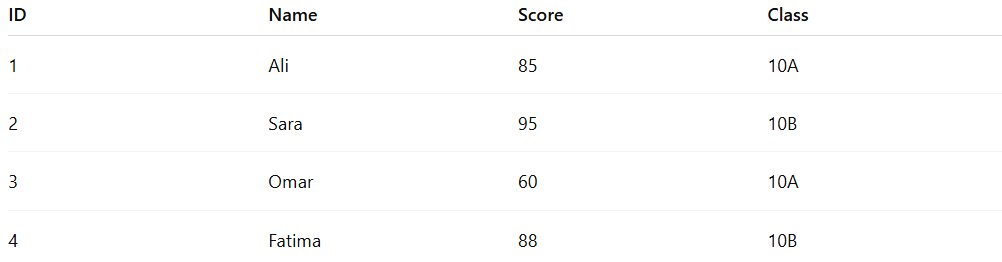 ID Name Score Class
1 Ali 85 10A
2 Sara 95 10B
3 Omar 60 10A
4 Fatima 88 10B